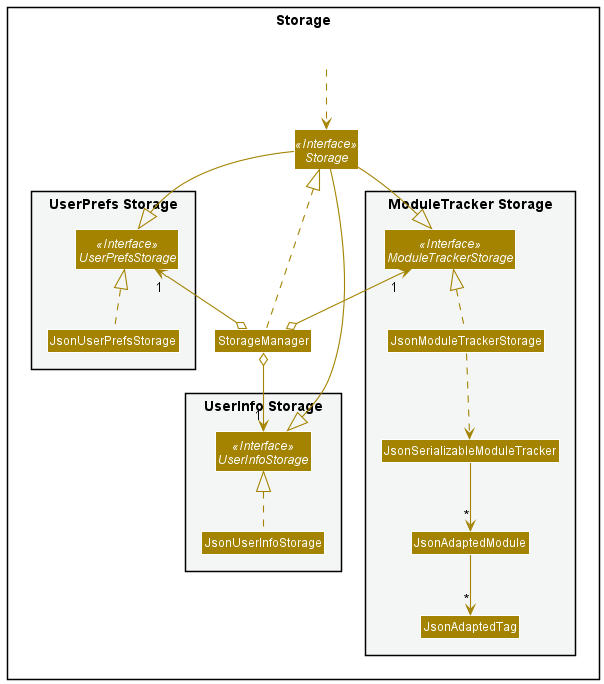 Storage
«Interface»
Storage
UserPrefs Storage
ModuleTracker Storage
«Interface»
UserPrefsStorage
«Interface»
ModuleTrackerStorage
1
1
JsonUserPrefsStorage
StorageManager
JsonModuleTrackerStorage
UserInfo Storage
1
«Interface»
UserInfoStorage
JsonSerializableModuleTracker
*
JsonUserInfoStorage
JsonAdaptedModule
*
JsonAdaptedTag